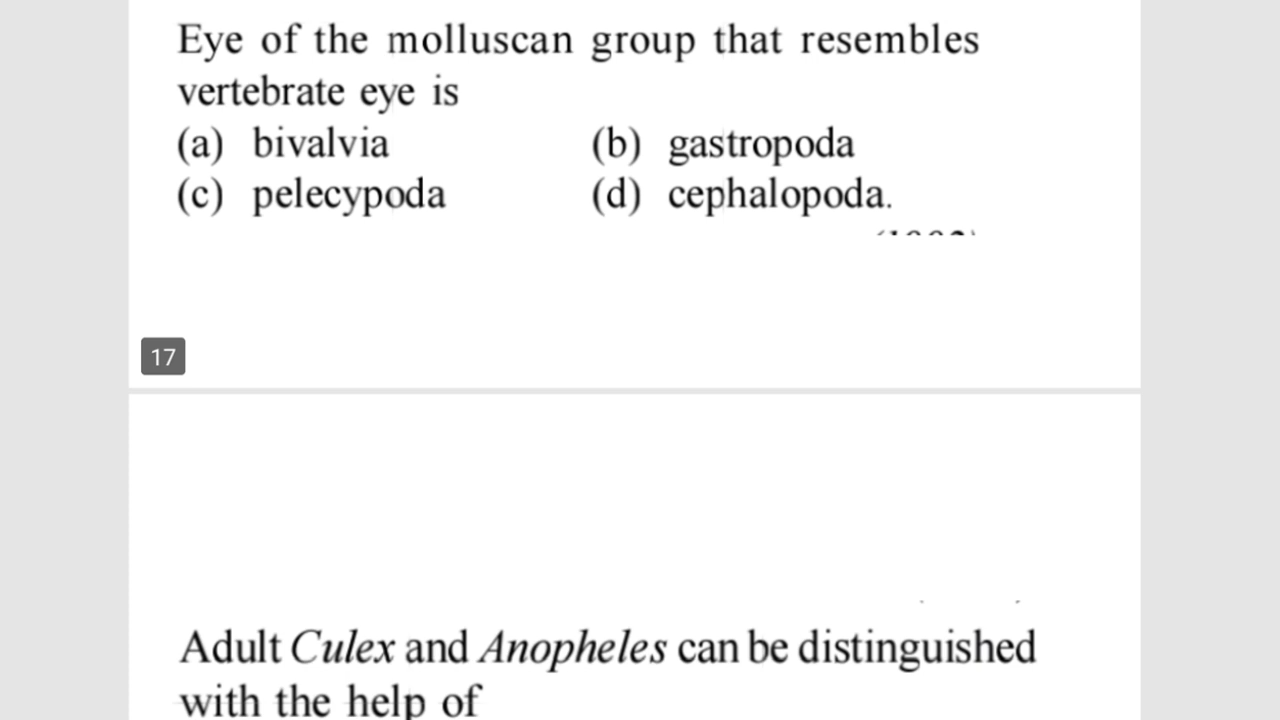 Eye of the molluscan group that resembles
vertebrate eye is
(a) bivalvia (b) gastropoda
(c) pelecypoda (d) cephalopoda.
17
Adult Culex and Anopheles can be distinguished
with the help of